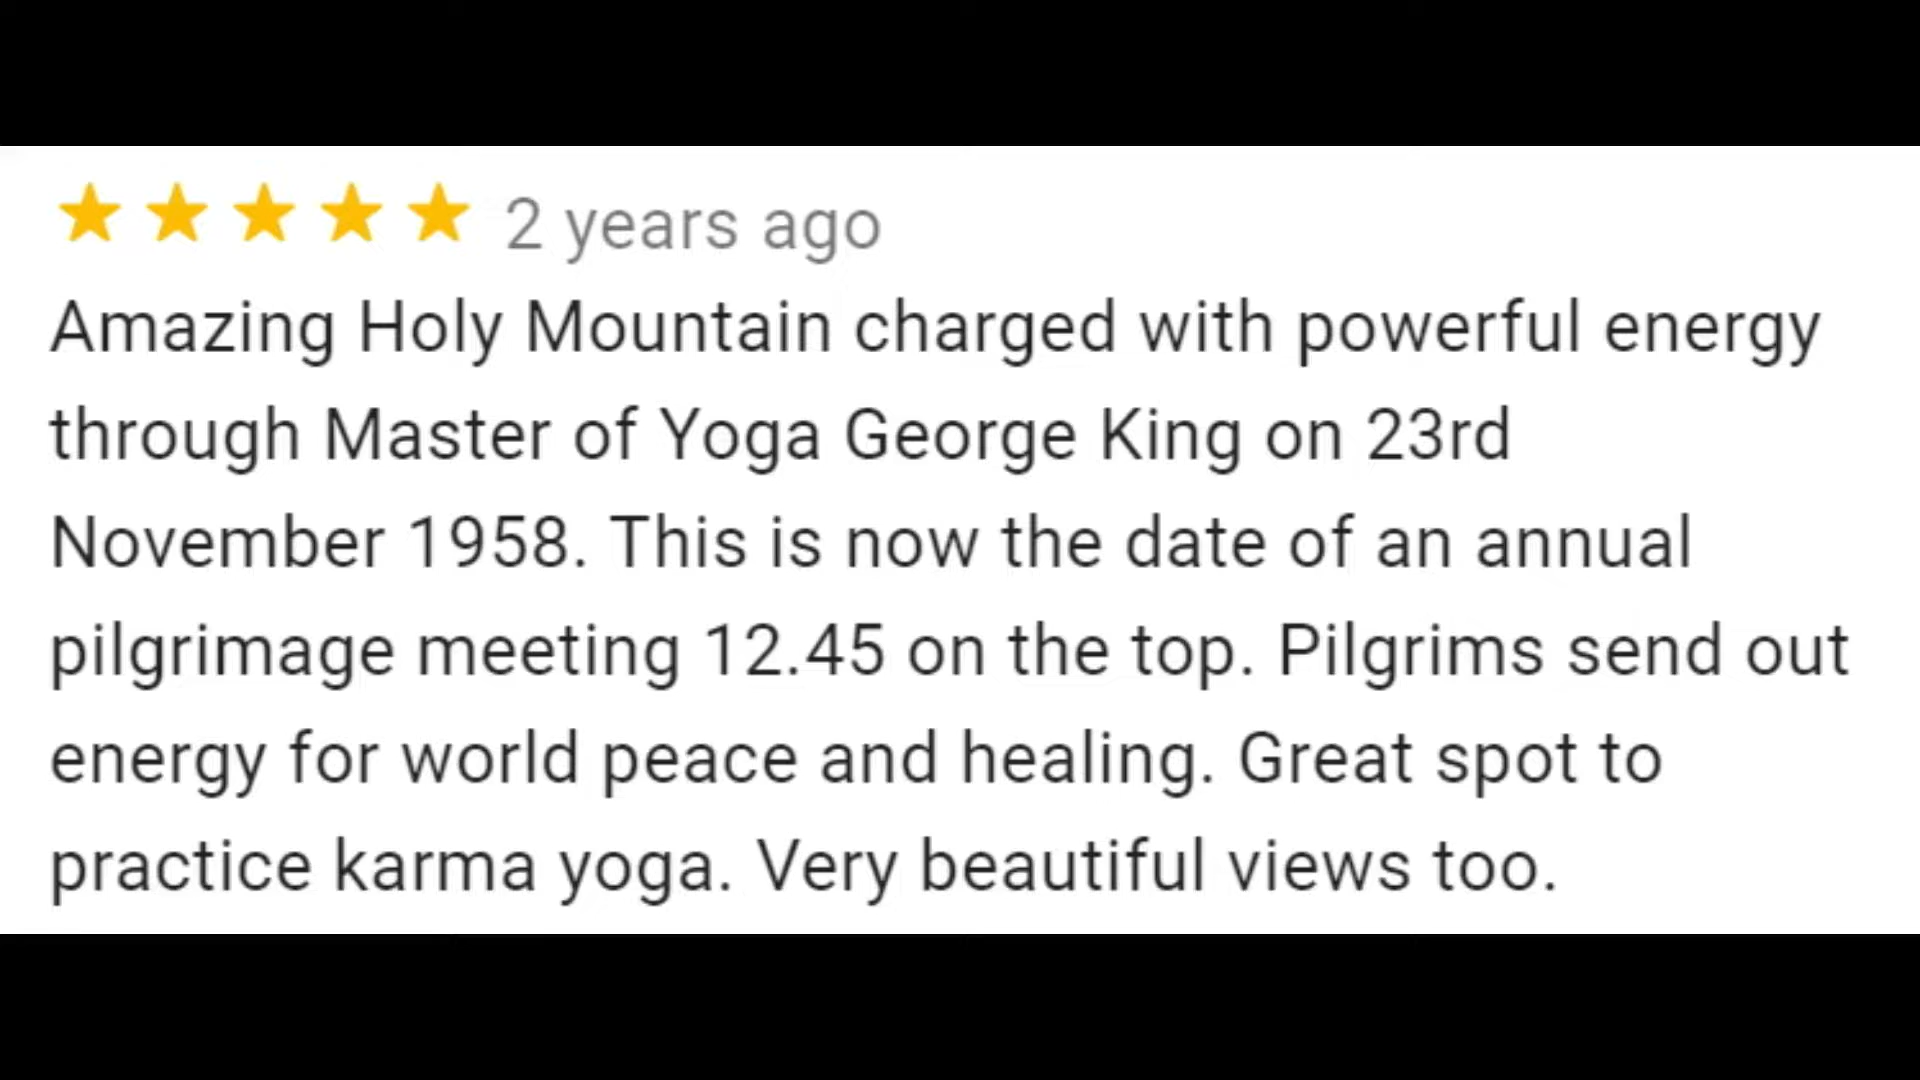 ★★★★★ 2 years ago
Amazing Holy Mountain charged with powerful energy
through Master of Yoga George King on 23rd
November 1958. This is now the date of an annual
pilgrimage meeting 12.45 on the top. Pilgrims send out
energy for world peace and healing. Great spot to
practice karma yoga. Very beautiful views too.